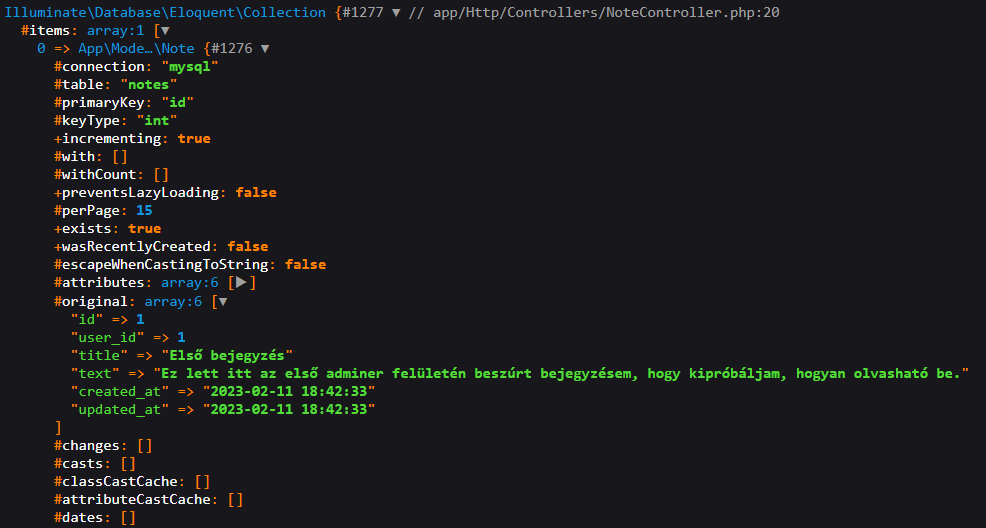 Illuminate\Database\Eloquent\Collection {#1277 ▼ // app/Http/Controllers/NoteController.php:20
#items: array:1 [▼
0 => App\Mode…\Note {#1276 ▼
#connection: "mysql"
#table: "notes"
#primaryKey: "id"
#keyType: "int"
+incrementing: true
#with: []
#withCount: []
+preventsLazyLoading: false
#perPage: 15
+exists: true
+wasRecentlyCreated: false
#escapeWhenCastingToString: false
#attributes: array:6 [▶]
#original: array:6 [▼
"id" => 1
"user_id" => 1
"title" => "Első bejegyzés"
"text" => "Ez lett itt az első adminer felületén beszúrt bejegyzésem, hogy kipróbáljam, hogyan olvasható be."
"created_at" => "2023-02-11 18:42:33"
"updated_at" => "2023-02-11 18:42:33"
]
#changes: []
#casts: []
#classCastCache: []
#attributeCastCache: []
#dates: []